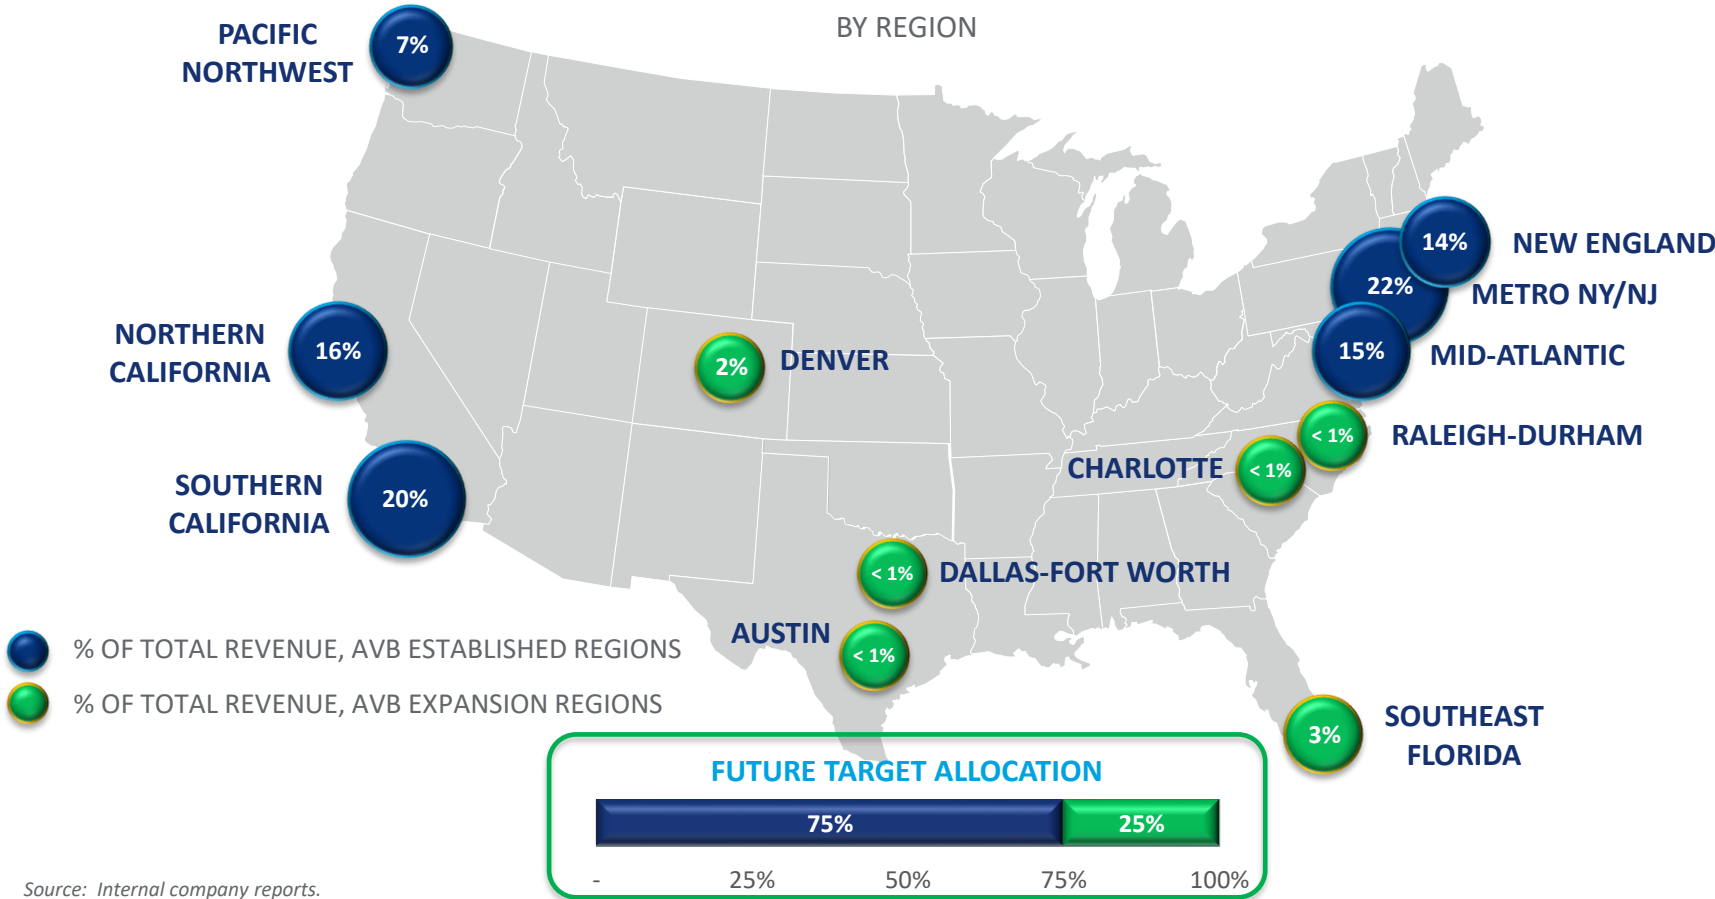 BY REGION
PACIFIC
NORTHWEST
7%
14%
NEW ENGLAND
22%
METRO NY/NJ
NORTHERN
CALIFORNIA
16%
15%
MID-ATLANTIC
2%
DENVER
< 1%
RALEIGH-DURHAM
CHARLOTTE
< 1%
SOUTHERN
CALIFORNIA
20%
< 1%
DALLAS-FORT WORTH
AUSTIN
< 1%
% OF TOTAL REVENUE, AVB ESTABLISHED REGIONS
% OF TOTAL REVENUE, AVB EXPANSION REGIONS
3%
SOUTHEAST
FLORIDA
FUTURE TARGET ALLOCATION
75%
25%
-
25%
50%
75%
100%
Source: Internal company reports.